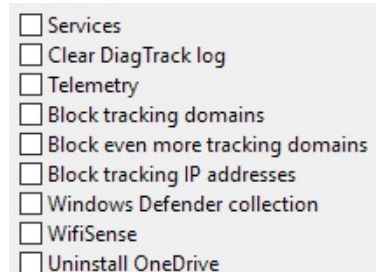 Services
Clear DiagTrack log
Telemetry
Block tracking domains
Block even more tracking domains
Block tracking IP addresses
Windows Defender collection
WifiSense
Uninstall OneDrive